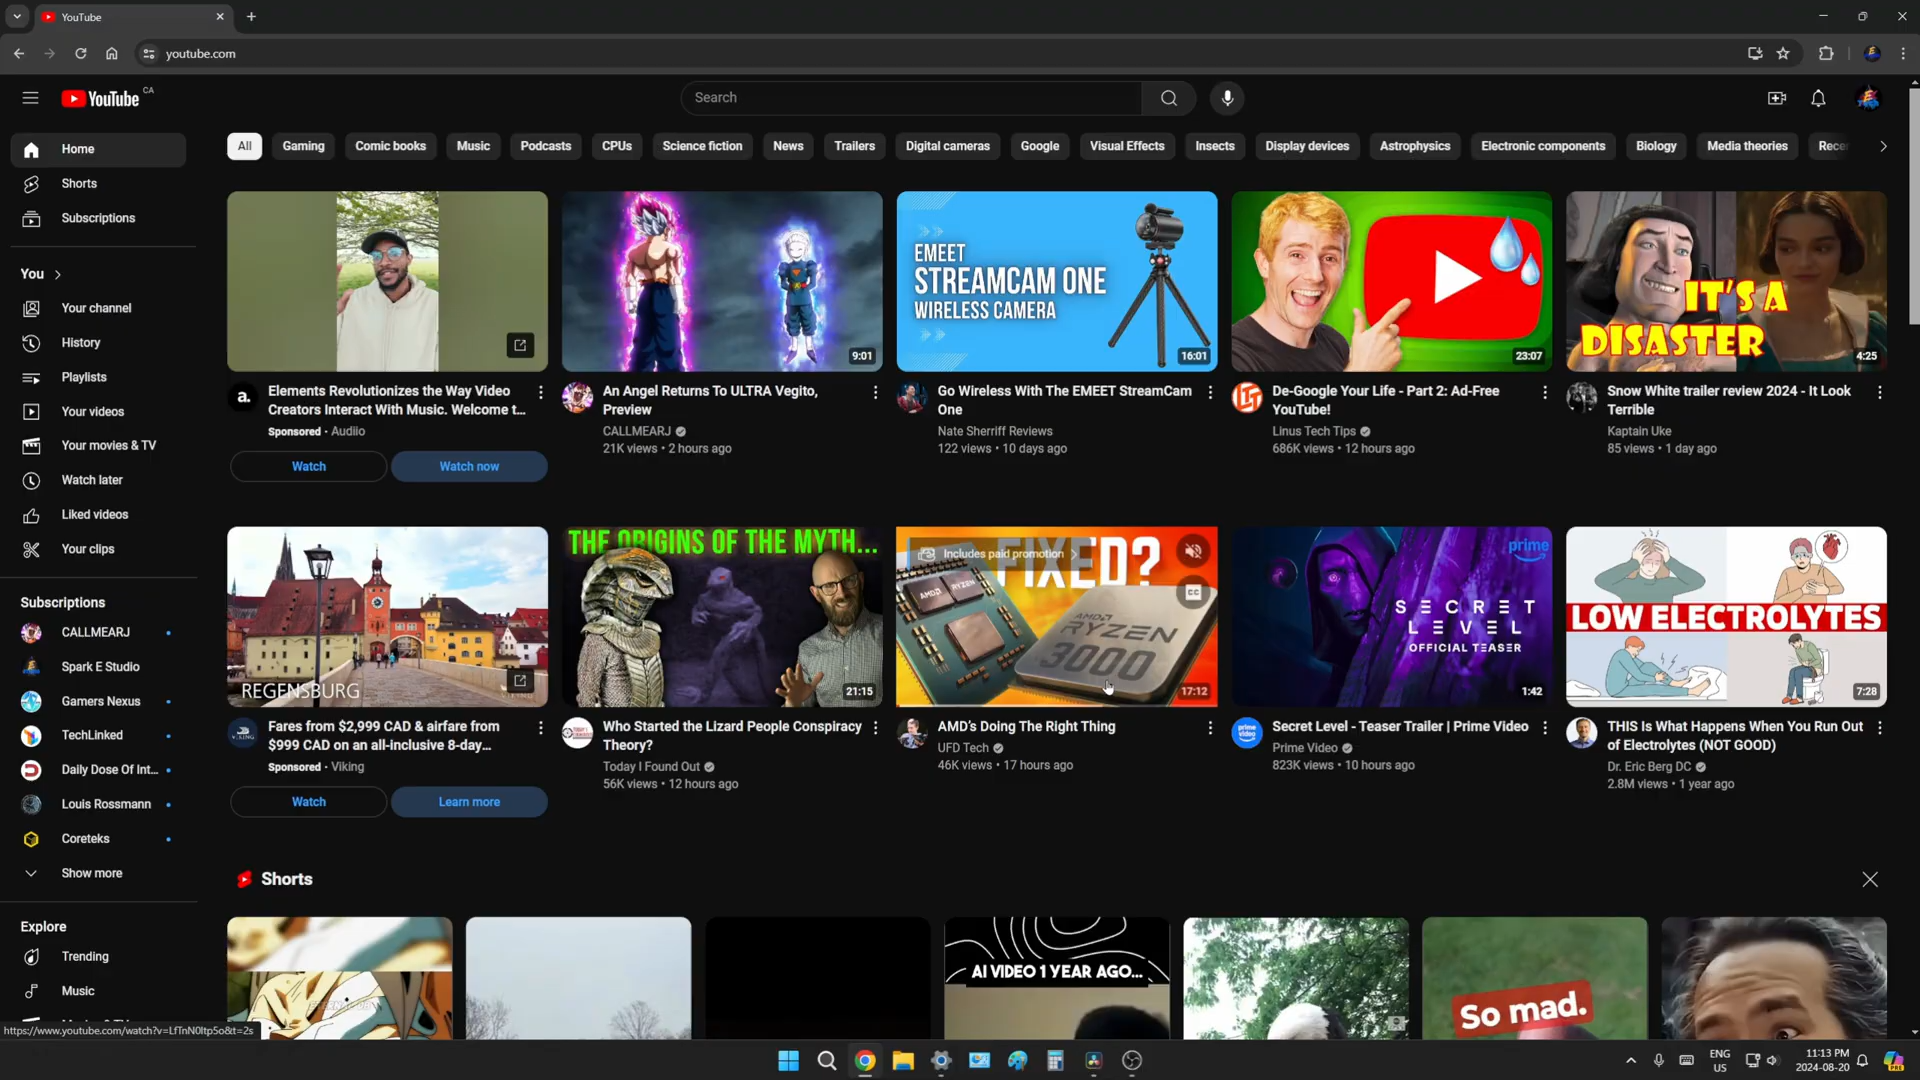 YouTube
youtube.com
YouTube CA
Search
Home
Shorts
Subscriptions
You
Your channel
History
Playlists
Your videos
Your movies & TV
Watch later
Liked videos
Your clips
Subscriptions
CALLMEARJ
Spark E Studio
Gamers Nexus
TechLinked
Daily Dose Of Int...
Louis Rossmann
Coreteks
Show more
Explore
Trending
Music
https://www.youtube.com/watch?v=LfTnN0Itp5o&t=2s
All
Gaming
Comic books
Music
Podcasts
CPUs
Science fiction
News
Trailers
Digital cameras
Google
Visual Effects
Insects
Display devices
Astrophysics
Electronic components
Biology
Media theories
Rece
a.
Elements Revolutionizes the Way Video
Creators Interact With Music. Welcome t...
Sponsored • Audiio
Watch
Watch now
9:01
An Angel Returns To ULTRA Vegito,
Preview
CALLMEARJ
21K views • 2 hours ago
EMEET
STREAMCAM ONE
WIRELESS CAMERA
16:01
Go Wireless With The EMEET StreamCam
One
Nate Sherriff Reviews
122 views • 10 days ago
23:07
De-Google Your Life - Part 2: Ad-Free
YouTube!
Linus Tech Tips
686K views • 12 hours ago
IT'S A
DISASTER
4:25
Snow White trailer review 2024 - It Look
Terrible
Kaptain Uke
85 views • 1 day ago
REGENSBURG
Fares from $2,999 CAD & airfare from
$999 CAD on an all-inclusive 8-day...
Sponsored • Viking
Watch
Learn more
THE ORIGINS OF THE MYTH...
21:15
Who Started the Lizard People Conspiracy
Theory?
Today I Found Out
56K views • 12 hours ago
Includes paid promotion
FIXED?
CC
AMD RYZEN
AMD
RYZEN
3000
17:12
AMD's Doing The Right Thing
UFD Tech
46K views • 17 hours ago
prime
SECRET
LEVEL
OFFICIAL TEASER
1:42
prime video
Secret Level - Teaser Trailer | Prime Video
Prime Video
823K views • 10 hours ago
LOW ELECTROLYTES
7:28
THIS Is What Happens When You Run Out
of Electrolytes (NOT GOOD)
Dr. Eric Berg DC
2.8M views • 1 year ago
Shorts
AI VIDEO 1 YEAR AGO...
So mad.
ENG
US
11:13 PM
2024-08-20
PRE